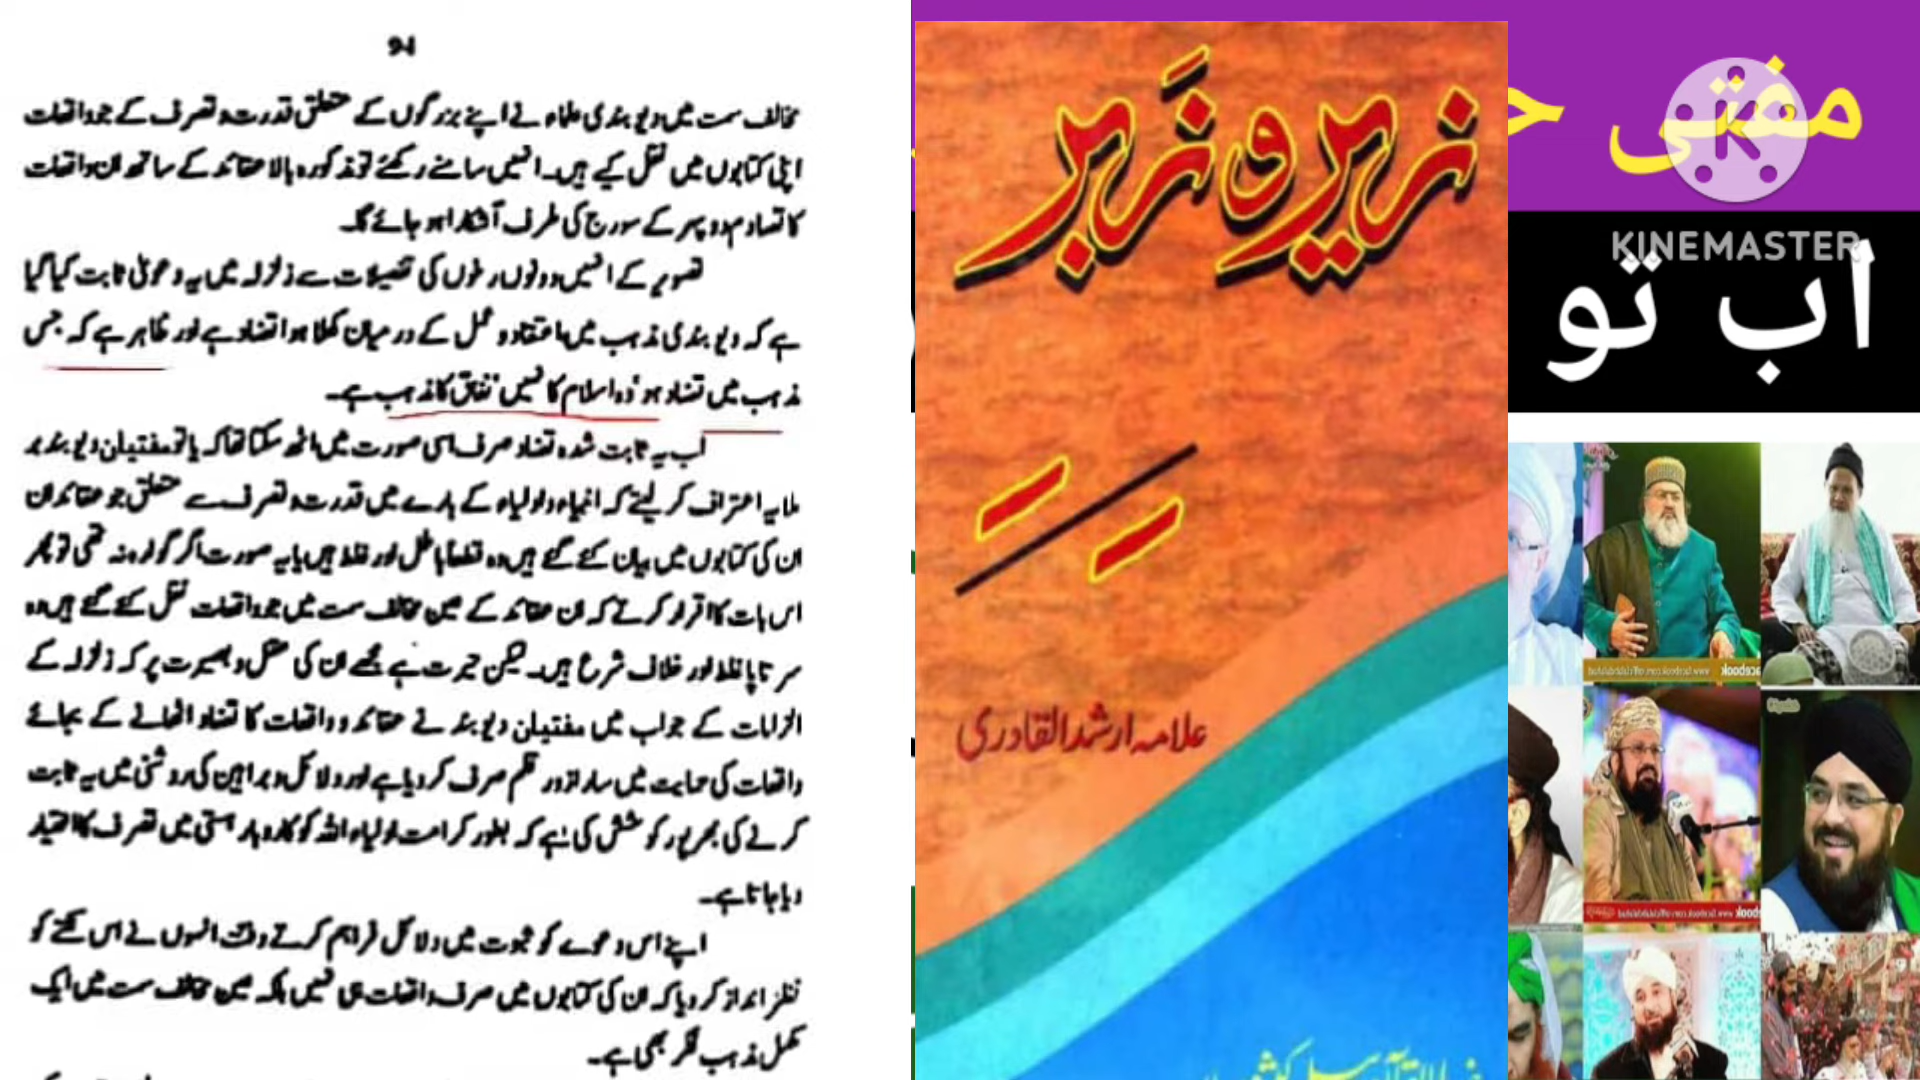 مخالف سمت میں دیوبندی علماء نے اپنے بزرگوں کے متعلق قدرت و تصرف کے جو واقعات
اپنی کتابوں میں نقل کیے ہیں۔ انہیں سامنے رکھئے تو مذکورہ بالا عقائد کے ساتھ ان واقعات
کا تصادم دوپہر کے سورج کی طرف آشکارا ہو جائے گا۔
تصویر کے انہیں دونوں رخوں کی تفصیلات سے زلزلہ میں یہ دعویٰ ثابت کیا گیا
ہے کہ دیوبندی مذہب میں اعتقاد و عمل کے درمیان کھلا ہوا تضاد ہے اور ظاہر ہے کہ جس
مذہب میں تضاد ہو وہ اسلام کا نہیں نفاق کا مذہب ہے۔
اب یہ ثابت شدہ تضاد صرف اسی صورت میں اٹھ سکتا تھا کہ یا تو مفتیان دیوبند بر
ملا یہ اعتراف کر لیتے کہ انبیاء و اولیاء کے بارے میں قدرت و تصرف سے متعلق جو عقائد ان
ان کی کتابوں میں بیان کئے گئے ہیں وہ قطعاً باطل اور غلط ہیں یا یہ صورت اگر گوارہ نہ تھی تو پھر
اس بات کا اقرار کرتے کہ ان عقائد کے عین مخالف سمت میں جو واقعات نقل کئے گئے ہیں وہ
سر تا پا غلط اور خلاف شرع ہیں۔ لیکن حیرت ہے مجھے ان کی عقل و بصیرت پر کہ زلزلہ کے
الزامات کے جواب میں مفتیان دیوبند نے عقائد و واقعات کا تضاد اٹھانے کے بجائے
واقعات کی حمایت میں سارا زور قلم صرف کر دیا ہے اور دلائل و براہین کی روشنی میں یہ ثابت
کرنے کی بھرپور کوشش کی ہے کہ بطور کرامت اولیاء اللہ کو کاروبار ہستی میں تصرف کا اختیار
دیا جاتا ہے۔
اپنے اس دعوے کو ثبوت میں دلائل فراہم کرتے وقت انہوں نے اس نکتے کو
نظر انداز کر دیا کہ ان کی کتابوں میں صرف واقعات ہی نہیں بلکہ عین مخالف سمت میں ایک
مکمل مذہب فکر بھی ہے۔
زیر و زبر
علامہ ارشد القادری
مفتی
KINEMASTER
اب تو